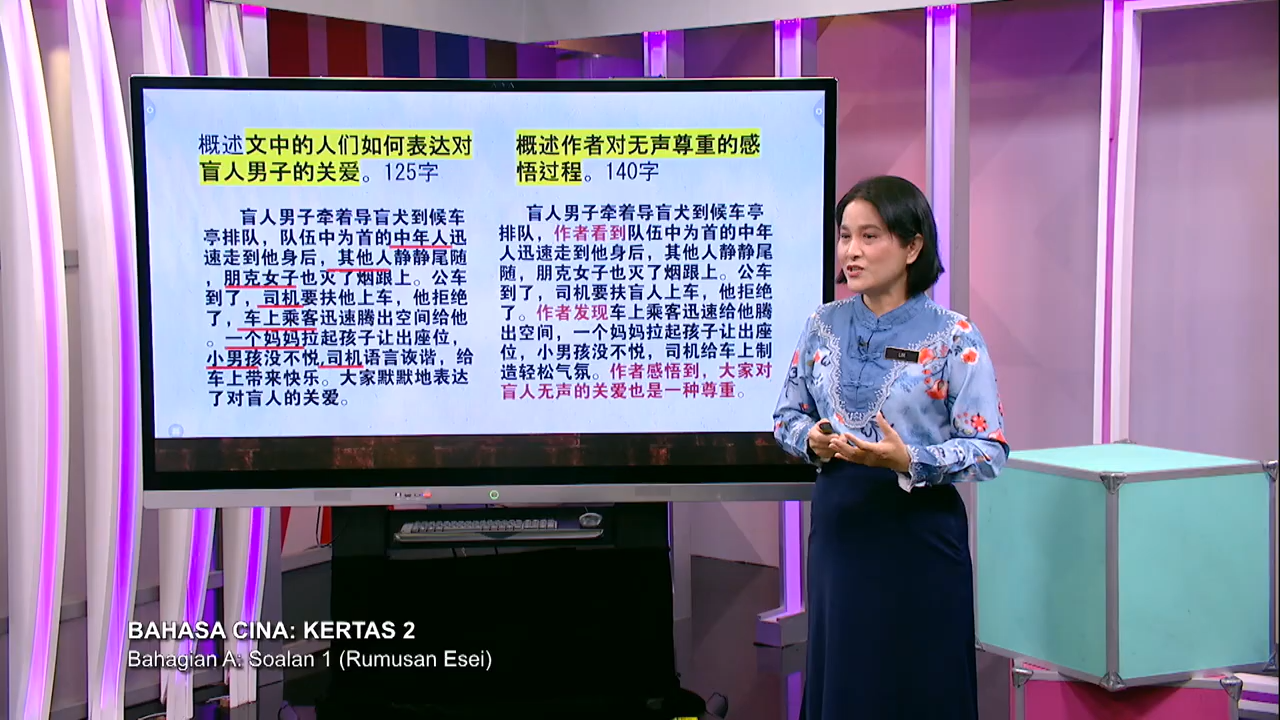 概述文中的人们如何表达对
盲人男子的关爱。125字
盲人男子牵着导盲犬到候车
亭排队，队伍中为首的中年人迅
速走到他身后，其他人静静尾随
，朋克女子也灭了烟跟上。公车
到了，司机要扶他上车，他拒绝
了，车上乘客迅速腾出空间给他
。一个妈妈拉起孩子让出座位，
小男孩没不悦,司机语言诙谐，给
车上带来快乐。大家默默地表达
了对盲人的关爱。
概述作者对无声尊重的感
悟过程。140字
盲人男子牵着导盲犬到候车亭
排队，作者看到队伍中为首的中年
人迅速走到他身后，其他人静静尾
随，朋克女子也灭了烟跟上。公车
到了，司机要扶盲人上车，他拒绝
了。作者发现车上乘客迅速给他腾
出空间，一个妈妈拉起孩子让出座
位，小男孩没不悦，司机给车上制
造轻松气氛。作者感悟到，大家对
盲人无声的关爱也是一种尊重。
BAHASA CINA: KERTAS 2
Bahagian A: Soalan 1 (Rumusan Esei)